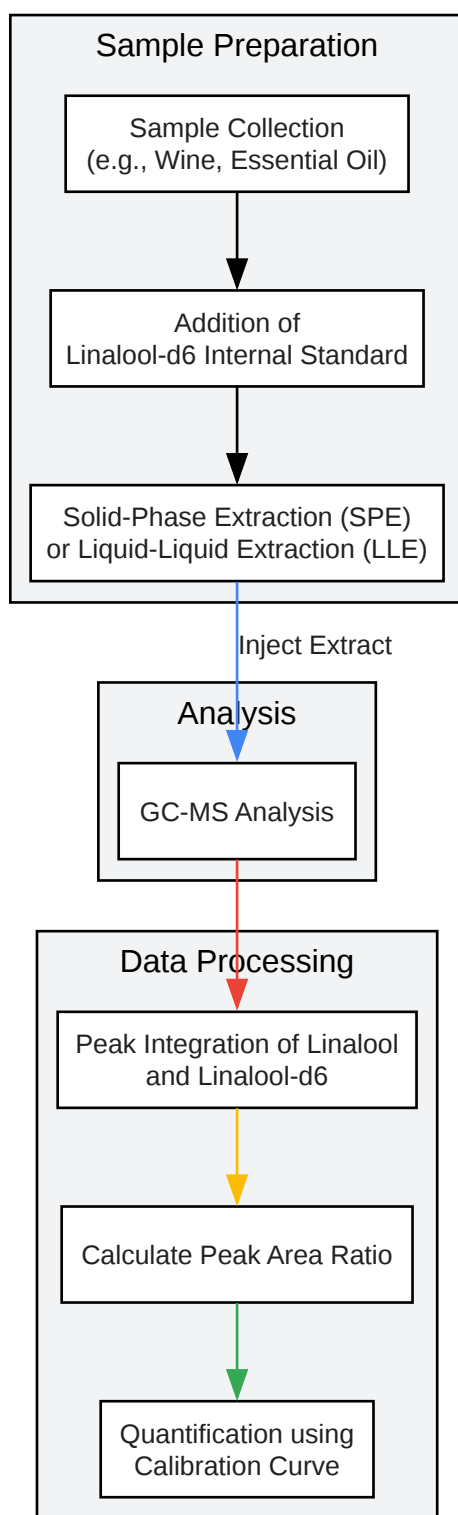 Sample Preparation
Sample Collection
(e.g., Wine, Essential Oil)
Addition of
Linalool-d6 Internal Standard
Solid-Phase Extraction (SPE)
or Liquid-Liquid Extraction (LLE)
Inject Extract
Analysis
GC-MS Analysis
Data Processing
Peak Integration of Linalool
and Linalool-d6
Calculate Peak Area Ratio
Quantification using
Calibration Curve